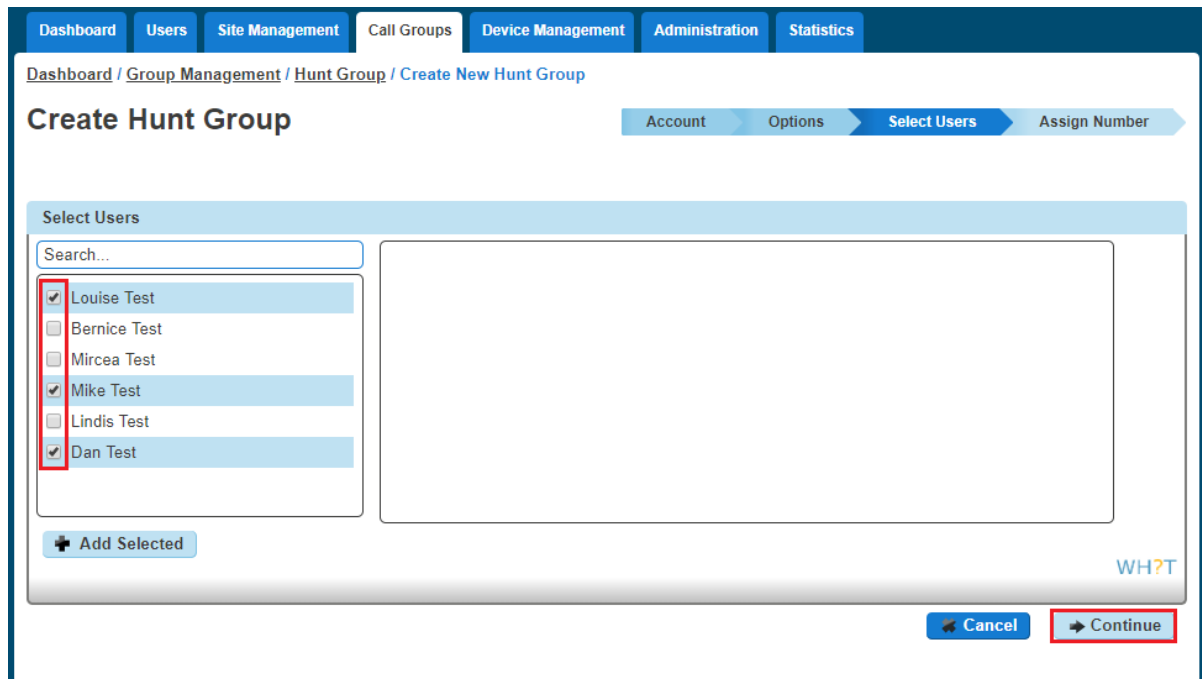 Dashboard Users Site Management Call Groups Device Management Administration Statistics
Dashboard / Group Management / Hunt Group / Create New Hunt Group
Create Hunt Group
Account Options Select Users Assign Number
Select Users
Search...
Louise Test
Bernice Test
Mircea Test
Mike Test
Lindis Test
Dan Test
Add Selected
WH?T
Cancel Continue